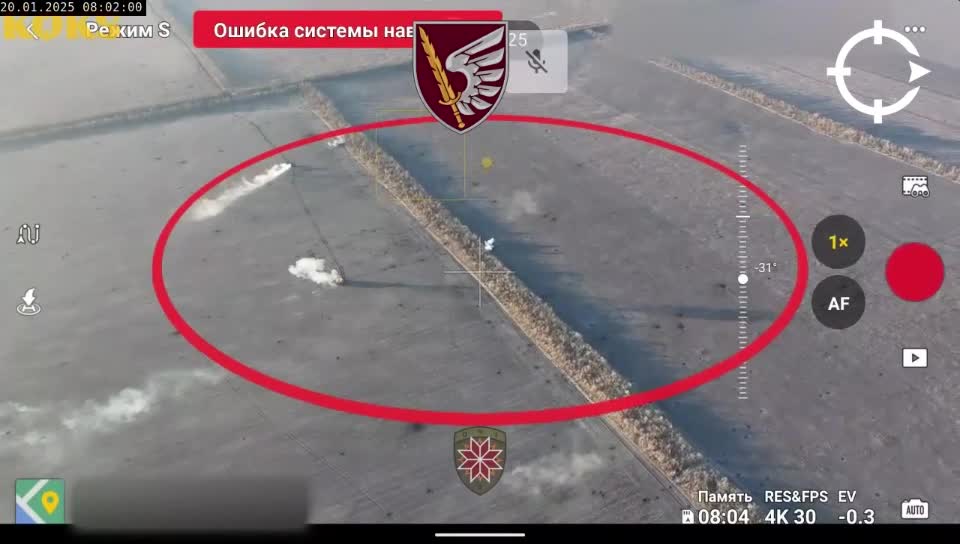 20.01.2025 08:02:00
Режим S
Ошибка системы нав
25
-31°
1×
AF
Память RES&FPS EV
08:04 4K 30 -0.3
AUTO